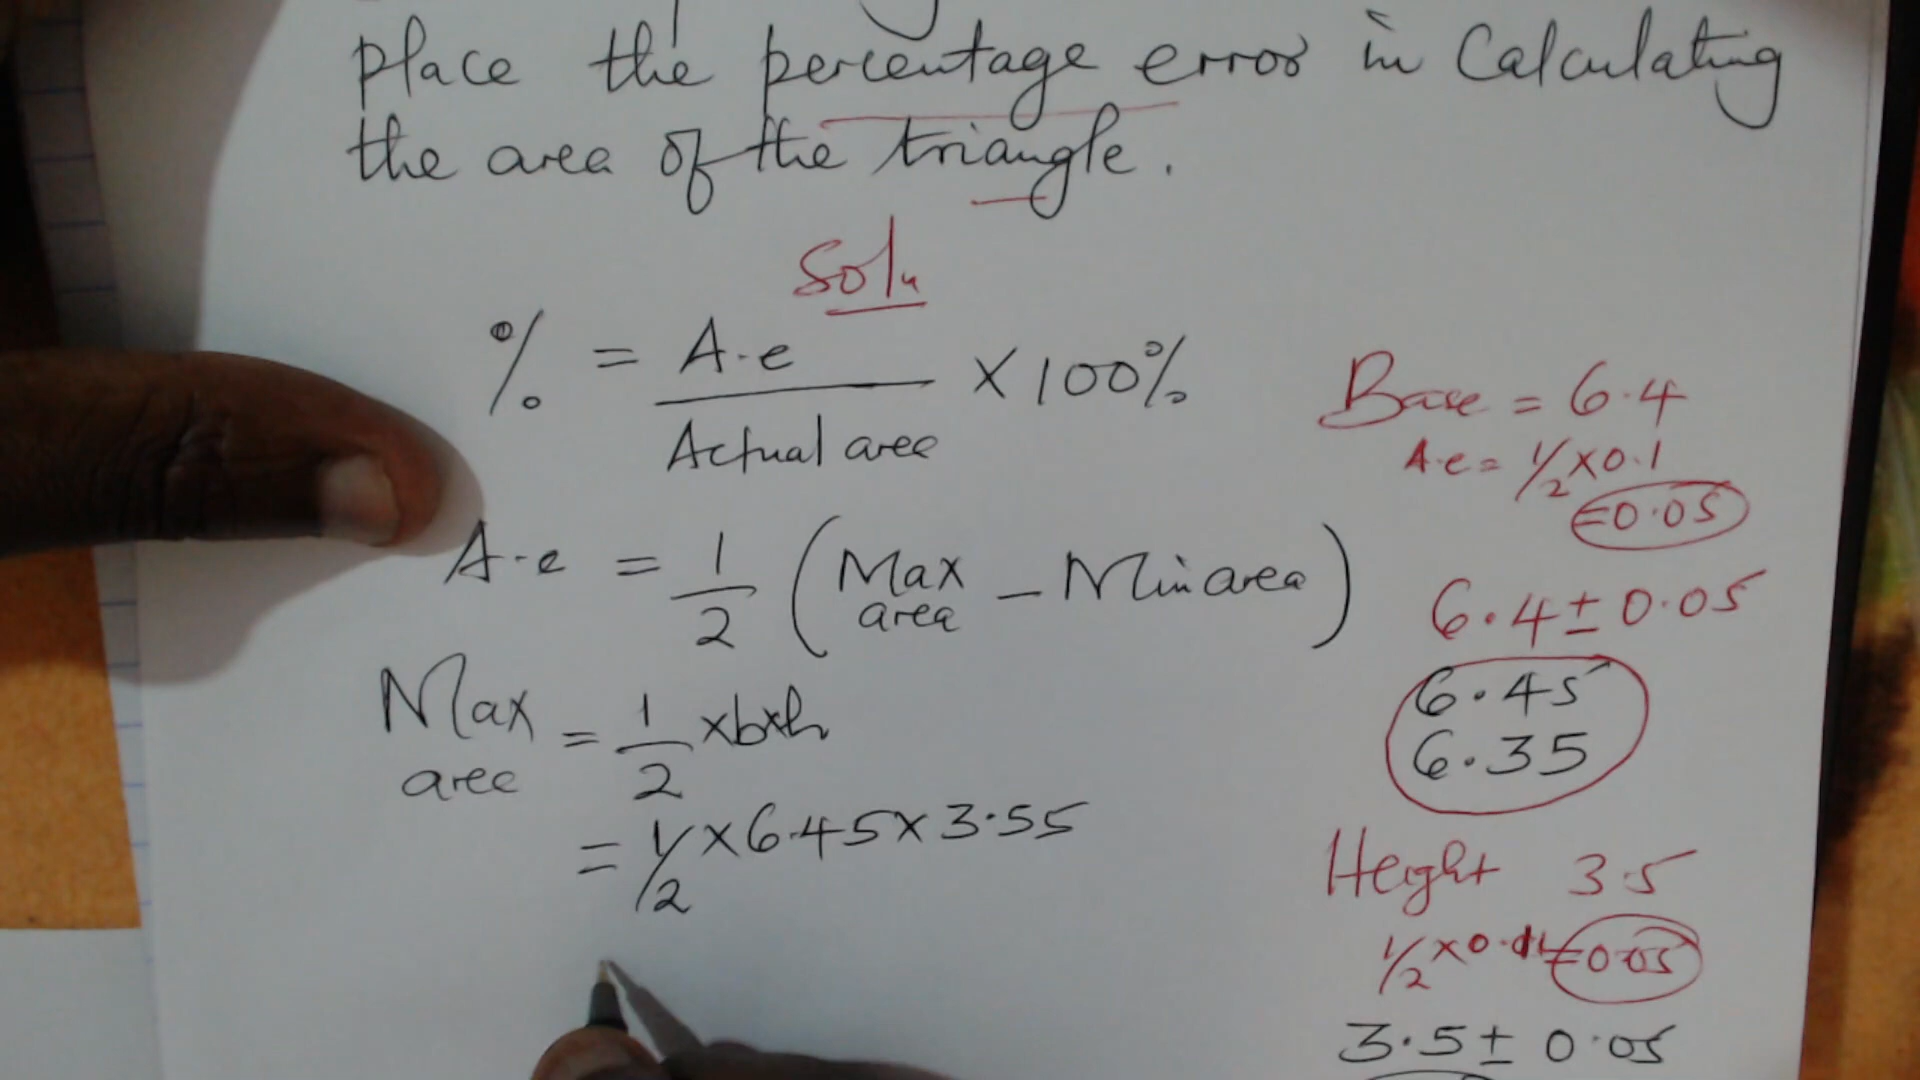 place the percentage error in Calculating
the area of the triangle.
Soln
% = A.e / Actual area × 100%
A.e = 1/2 (Max area - Min area)
Max area = 1/2 × b × h
= 1/2 × 6.45 × 3.55
Base = 6.4
A.e = 1/2 × 0.1
= 0.05
6.4 ± 0.05
6.45
6.35
Height 3.5
1/2 × 0.1 = 0.05
3.5 ± 0.05